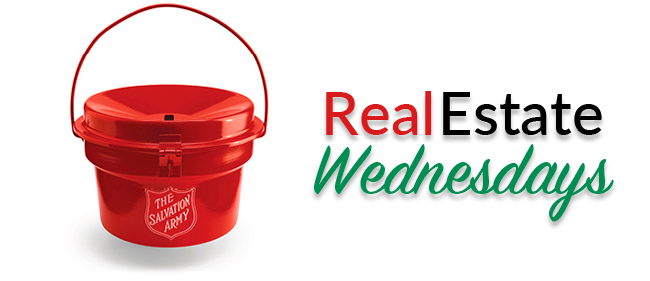 THE
SALVATION
ARMY
RealEstate
Wednesdays